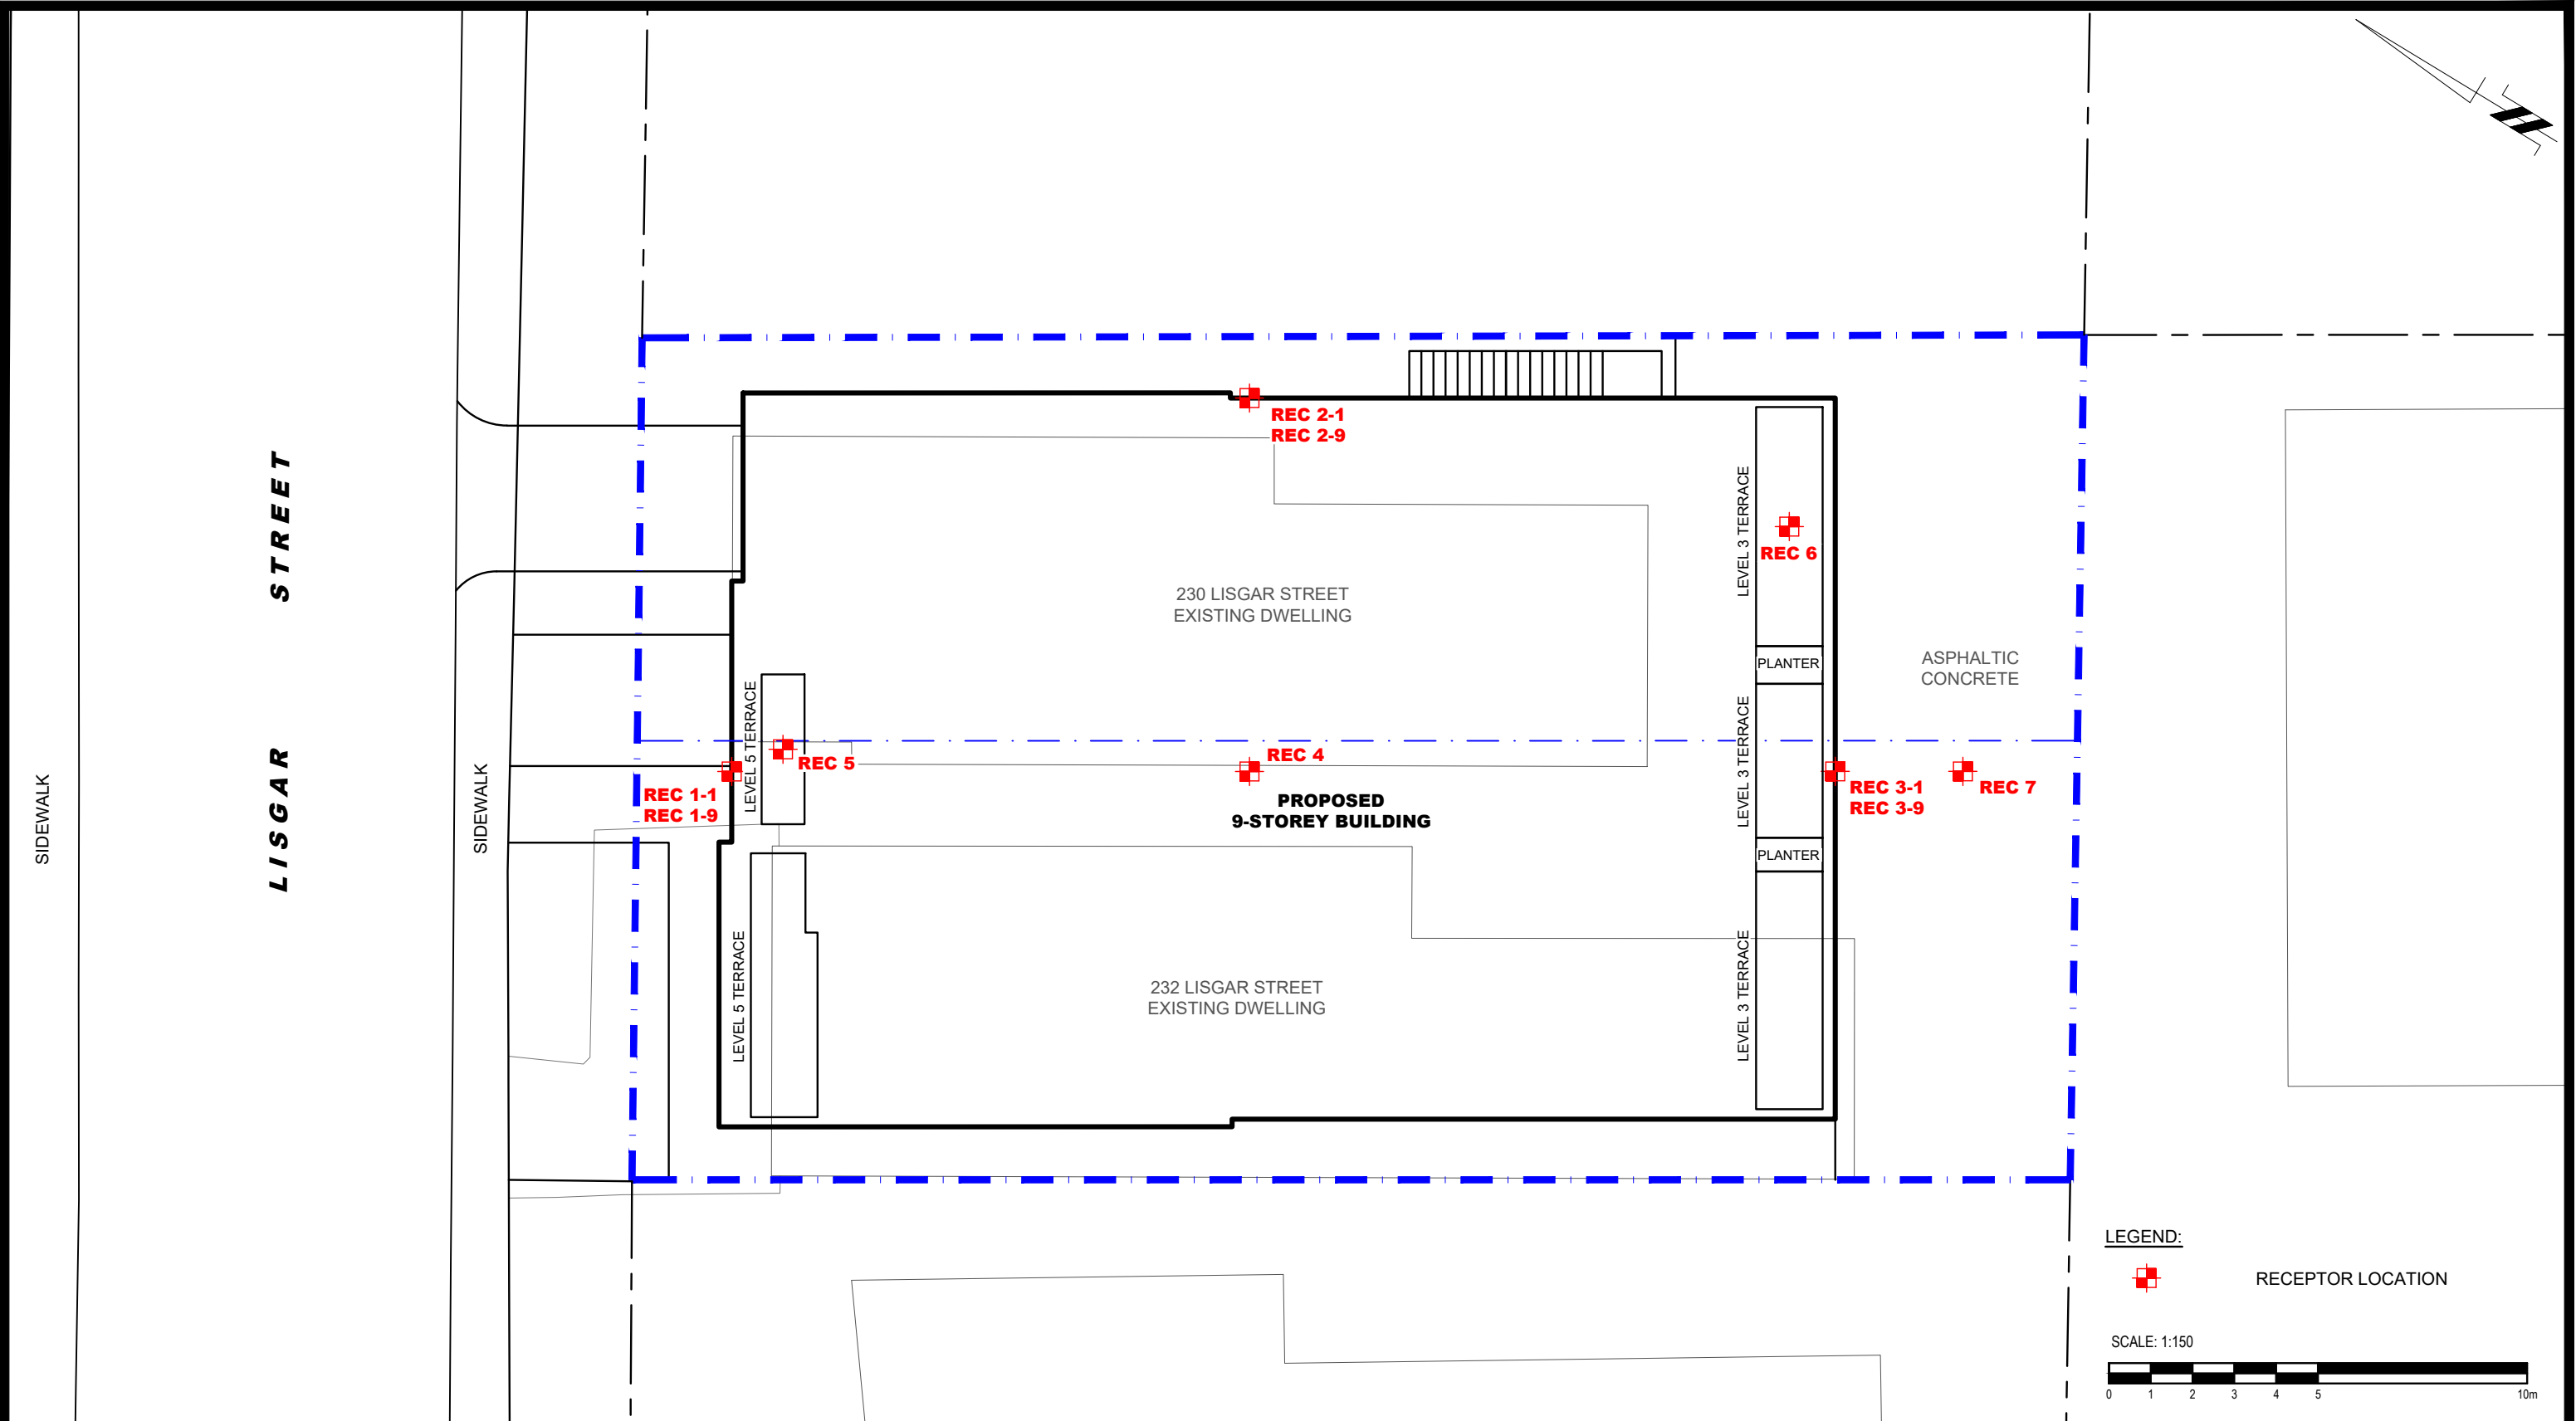 REC 2-1
REC 2-9
LEVEL 3 TERRACE
REC 6
230 LISGAR STREET
EXISTING DWELLING
PLANTER
ASPHALTIC
CONCRETE
LISGAR STREET
SIDEWALK
SIDEWALK
LEVEL 5 TERRACE
REC 5
REC 1-1
REC 1-9
REC 4
PROPOSED
9-STOREY BUILDING
LEVEL 3 TERRACE
REC 3-1
REC 3-9
REC 7
PLANTER
LEVEL 5 TERRACE
232 LISGAR STREET
EXISTING DWELLING
LEVEL 3 TERRACE
LEGEND:
RECEPTOR LOCATION
SCALE: 1:150
0 1 2 3 4 5 10m